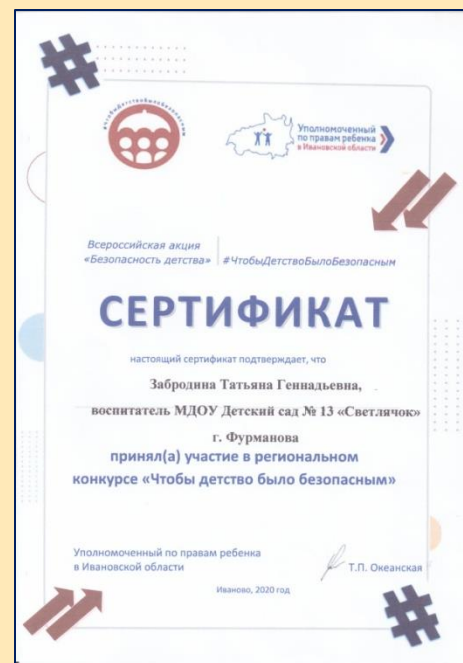 #ЧтобыДетствоБылоБезопасным
Уполномоченный
по правам ребенка
в Ивановской области
Всероссийская акция
«Безопасность детства»
#ЧтобыДетствоБылоБезопасным
СЕРТИФИКАТ
настоящий сертификат подтверждает, что
Забродина Татьяна Геннадьевна,
воспитатель МДОУ Детский сад № 13 «Светлячок»
г. Фурманова
принял(а) участие в региональном
конкурсе «Чтобы детство было безопасным»
Уполномоченный по правам ребенка
в Ивановской области
Т.П. Океанская
Иваново, 2020 год